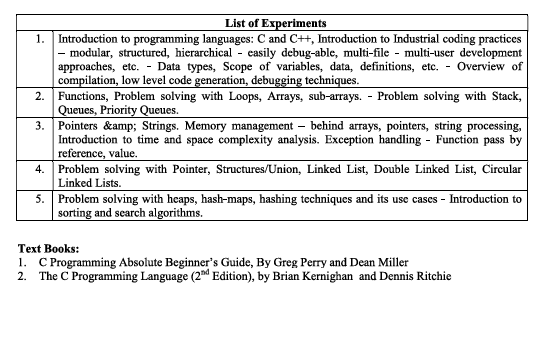 List of Experiments
1. Introduction to programming languages: C and C++, Introduction to Industrial coding practices
– modular, structured, hierarchical - easily debug-able, multi-file - multi-user development
approaches, etc. - Data types, Scope of variables, data, definitions, etc. - Overview of
compilation, low level code generation, debugging techniques.
2. Functions, Problem solving with Loops, Arrays, sub-arrays. - Problem solving with Stack,
Queues, Priority Queues.
3. Pointers &amp; Strings. Memory management – behind arrays, pointers, string processing,
Introduction to time and space complexity analysis. Exception handling - Function pass by
reference, value.
4. Problem solving with Pointer, Structures/Union, Linked List, Double Linked List, Circular
Linked Lists.
5. Problem solving with heaps, hash-maps, hashing techniques and its use cases - Introduction to
sorting and search algorithms.
Text Books:
1. C Programming Absolute Beginner's Guide, By Greg Perry and Dean Miller
2. The C Programming Language (2nd Edition), by Brian Kernighan and Dennis Ritchie